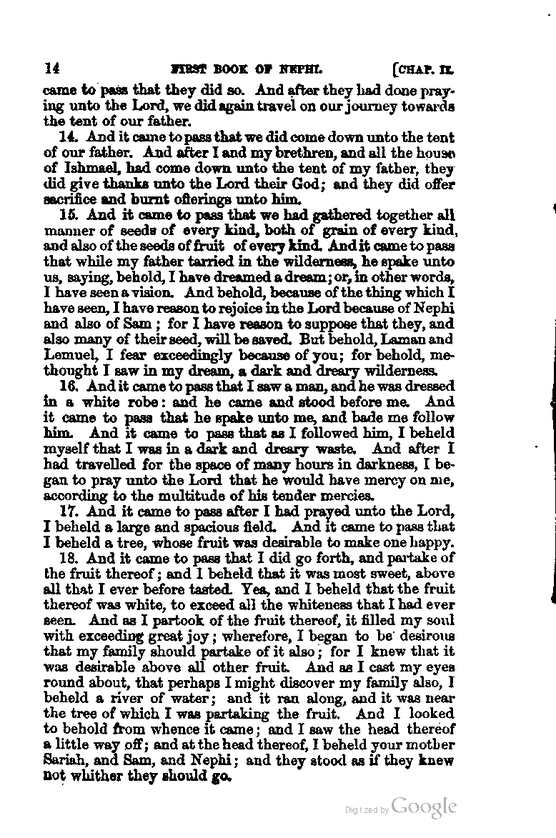 14 FIRST BOOK OF NEPHI. [CHAP. II.
came to pass that they did so. And after they had done pray-
ing unto the Lord, we did again travel on our journey towards
the tent of our father.
14. And it came to pass that we did come down unto the tent
of our father. And after I and my brethren, and all the house
of Ishmael, had come down unto the tent of my father, they
did give thanks unto the Lord their God; and they did offer
sacrifice and burnt offerings unto him.
15. And it came to pass that we had gathered together all
manner of seeds of every kind, both of grain of every kind,
and also of the seeds of fruit of every kind. And it came to pass
that while my father tarried in the wilderness, he spake unto
us, saying, behold, I have dreamed a dream; or, in other words,
I have seen a vision. And behold, because of the thing which I
have seen, I have reason to rejoice in the Lord because of Nephi
and also of Sam; for I have reason to suppose that they, and
also many of their seed, will be saved. But behold, Laman and
Lemuel, I fear exceedingly because of you; for behold, me-
thought I saw in my dream, a dark and dreary wilderness.
16. And it came to pass that I saw a man, and he was dressed
in a white robe: and he came and stood before me. And
it came to pass that he spake unto me, and bade me follow
him. And it came to pass that as I followed him, I beheld
myself that I was in a dark and dreary waste. And after I
had travelled for the space of many hours in darkness, I be-
gan to pray unto the Lord that he would have mercy on me,
according to the multitude of his tender mercies.
17. And it came to pass after I had prayed unto the Lord,
I beheld a large and spacious field. And it came to pass that
I beheld a tree, whose fruit was desirable to make one happy.
18. And it came to pass that I did go forth, and partake of
the fruit thereof; and I beheld that it was most sweet, above
all that I ever before tasted. Yea, and I beheld that the fruit
thereof was white, to exceed all the whiteness that I had ever
seen. And as I partook of the fruit thereof, it filled my soul
with exceeding great joy; wherefore, I began to be desirous
that my family should partake of it also; for I knew that it
was desirable above all other fruit. And as I cast my eyes
round about, that perhaps I might discover my family also, I
beheld a river of water; and it ran along, and it was near
the tree of which I was partaking the fruit. And I looked
to behold from whence it came; and I saw the head thereof
a little way off; and at the head thereof, I beheld your mother
Sariah, and Sam, and Nephi; and they stood as if they knew
not whither they should go.
Digitized by Google